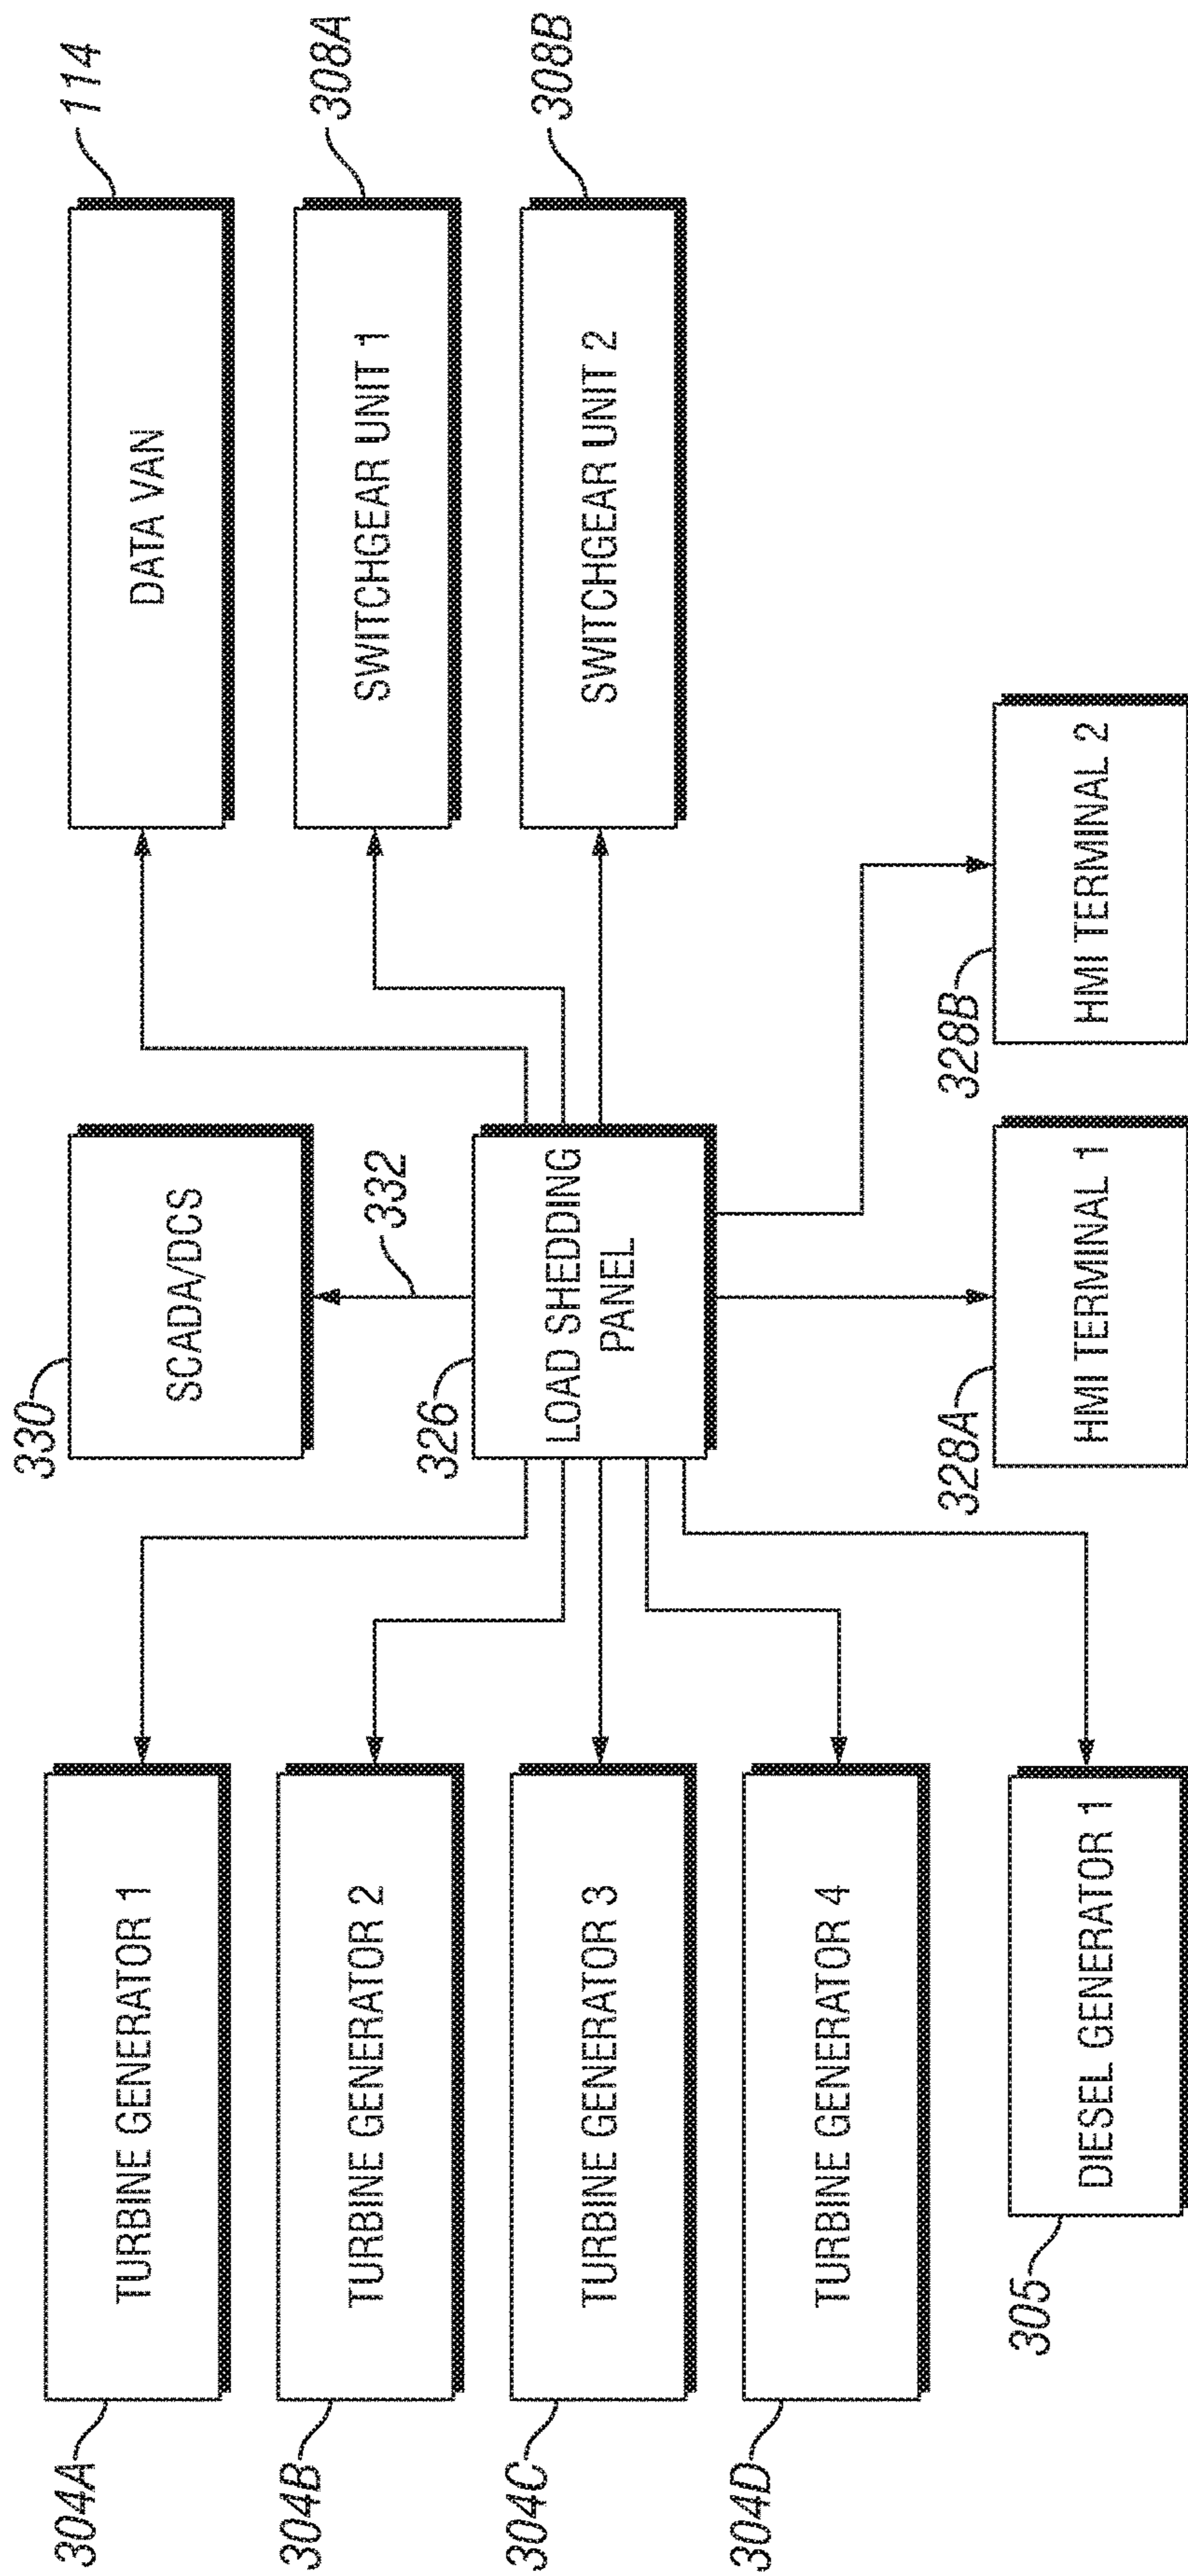 304A
TURBINE GENERATOR 1
304B
TURBINE GENERATOR 2
304C
TURBINE GENERATOR 3
304D
TURBINE GENERATOR 4
305
DIESEL GENERATOR 1
330
SCADA/DCS
332
326
LOAD SHEDDING
PANEL
328A
HMI TERMINAL 1
328B
HMI TERMINAL 2
114
DATA VAN
308A
SWITCHGEAR UNIT 1
308B
SWITCHGEAR UNIT 2